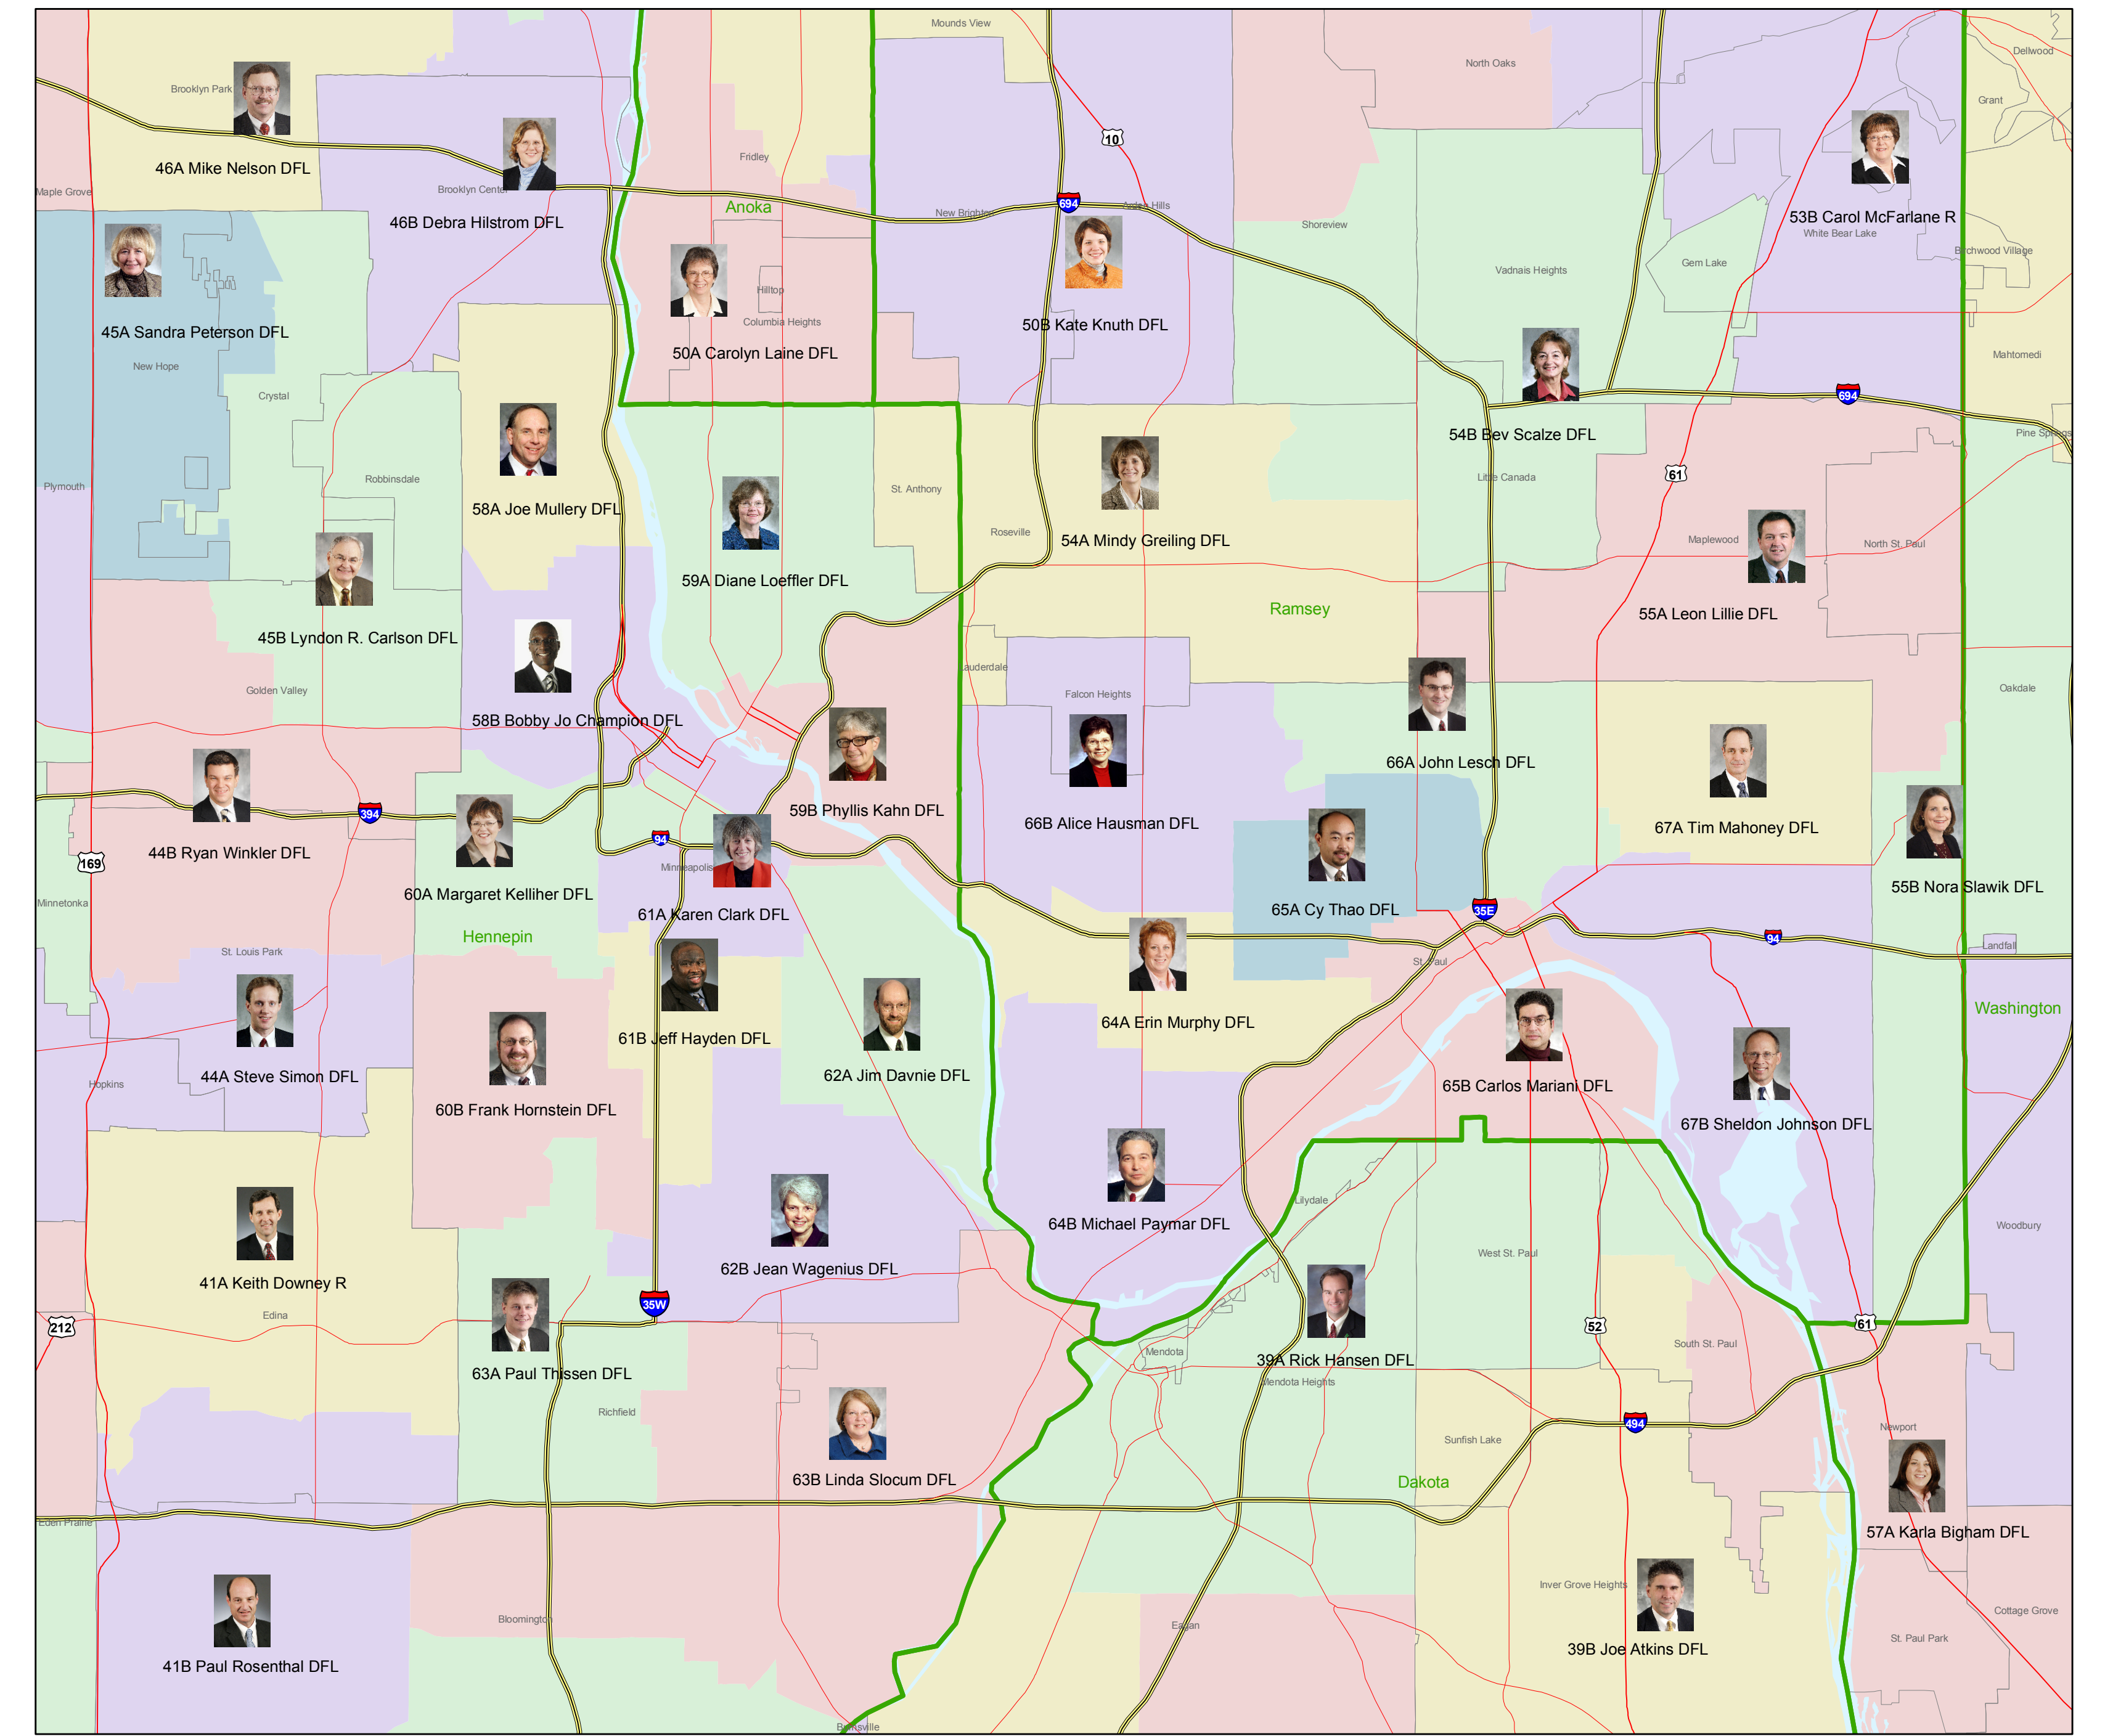 Mounds View
Dellwood
North Oaks
Brooklyn Park
Grant
10
Fridley
46A Mike Nelson DFL
Maple Grove
Brooklyn Center
694
Anoka
Arden Hills
New Brighton
46B Debra Hilstrom DFL
53B Carol McFarlane R
Shoreview
White Bear Lake
Birchwood Village
Gem Lake
Vadnais Heights
Hilltop
45A Sandra Peterson DFL
Columbia Heights
50B Kate Knuth DFL
50A Carolyn Laine DFL
Mahtomedi
New Hope
Crystal
694
54B Bev Scalze DFL
Pine Springs
61
Robbinsdale
Little Canada
Plymouth
St. Anthony
58A Joe Mullery DFL
Roseville
54A Mindy Greiling DFL
Maplewood
North St. Paul
59A Diane Loeffler DFL
Ramsey
55A Leon Lillie DFL
45B Lyndon R. Carlson DFL
Lauderdale
Golden Valley
Falcon Heights
Oakdale
58B Bobby Jo Champion DFL
66A John Lesch DFL
59B Phyllis Kahn DFL
394
66B Alice Hausman DFL
67A Tim Mahoney DFL
94
44B Ryan Winkler DFL
169
Minneapolis
55B Nora Slawik DFL
60A Margaret Kelliher DFL
Minnetonka
65A Cy Thao DFL
35E
61A Karen Clark DFL
Hennepin
94
Landfall
St. Louis Park
St. Paul
Washington
64A Erin Murphy DFL
61B Jeff Hayden DFL
62A Jim Davnie DFL
44A Steve Simon DFL
Hopkins
65B Carlos Mariani DFL
60B Frank Hornstein DFL
67B Sheldon Johnson DFL
Lilydale
64B Michael Paymar DFL
Woodbury
West St. Paul
62B Jean Wagenius DFL
41A Keith Downey R
35W
Edina
61
212
52
South St. Paul
Mendota
39A Rick Hansen DFL
63A Paul Thissen DFL
Mendota Heights
Richfield
494
Newport
Sunfish Lake
63B Linda Slocum DFL
Dakota
Eden Prairie
57A Karla Bigham DFL
Inver Grove Heights
Cottage Grove
Bloomington
Eagan
St. Paul Park
39B Joe Atkins DFL
41B Paul Rosenthal DFL
Burnsville